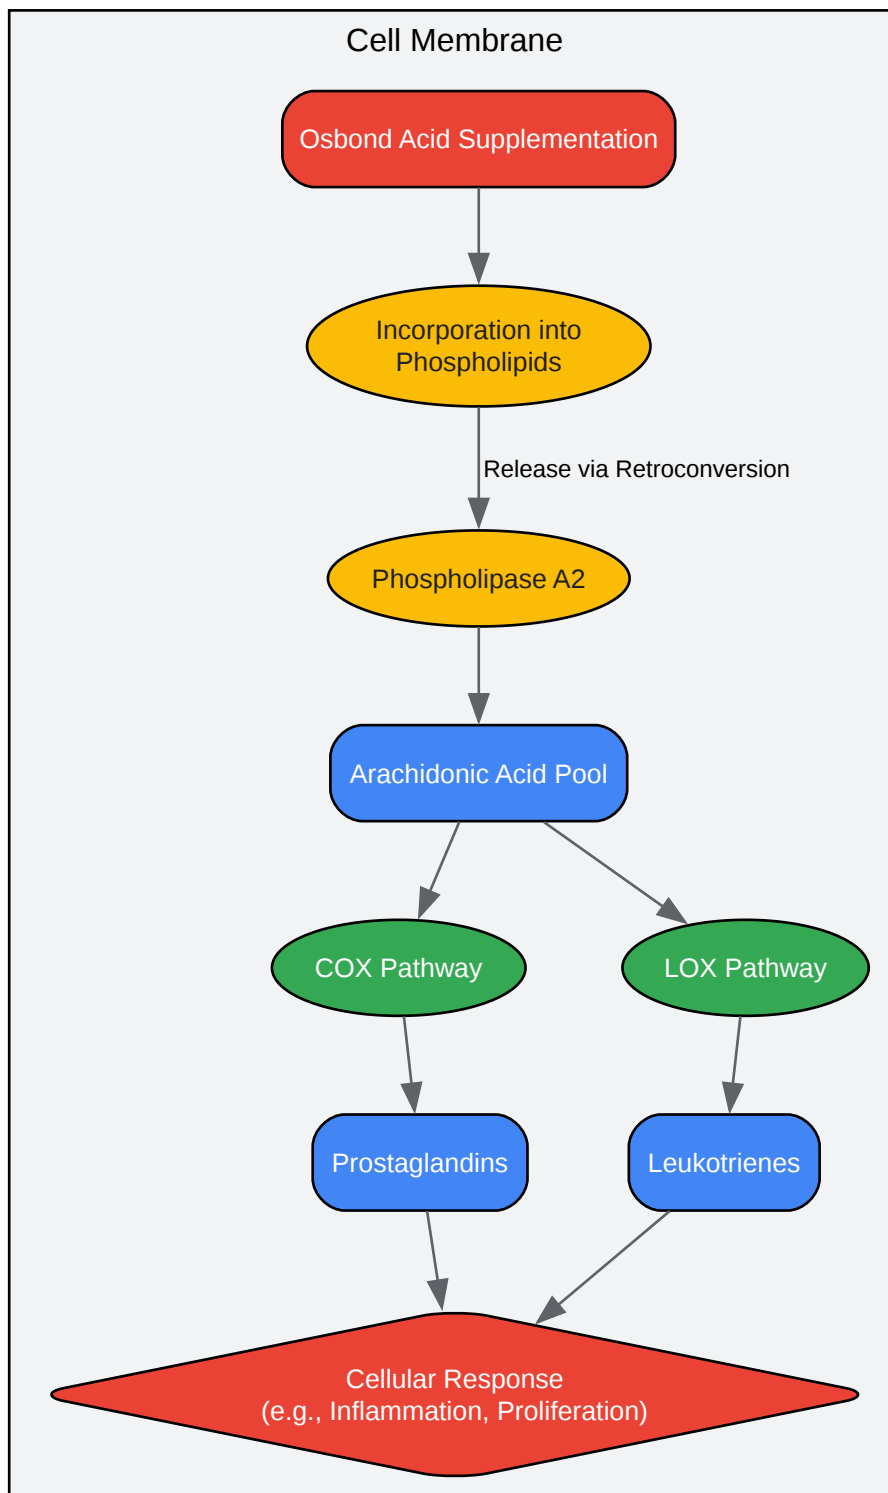 Cell Membrane
Osbond Acid Supplementation
Incorporation into
Phospholipids
Release via Retroconversion
Phospholipase A2
Arachidonic Acid Pool
COX Pathway
LOX Pathway
Prostaglandins
Leukotrienes
Cellular Response
(e.g., Inflammation, Proliferation)